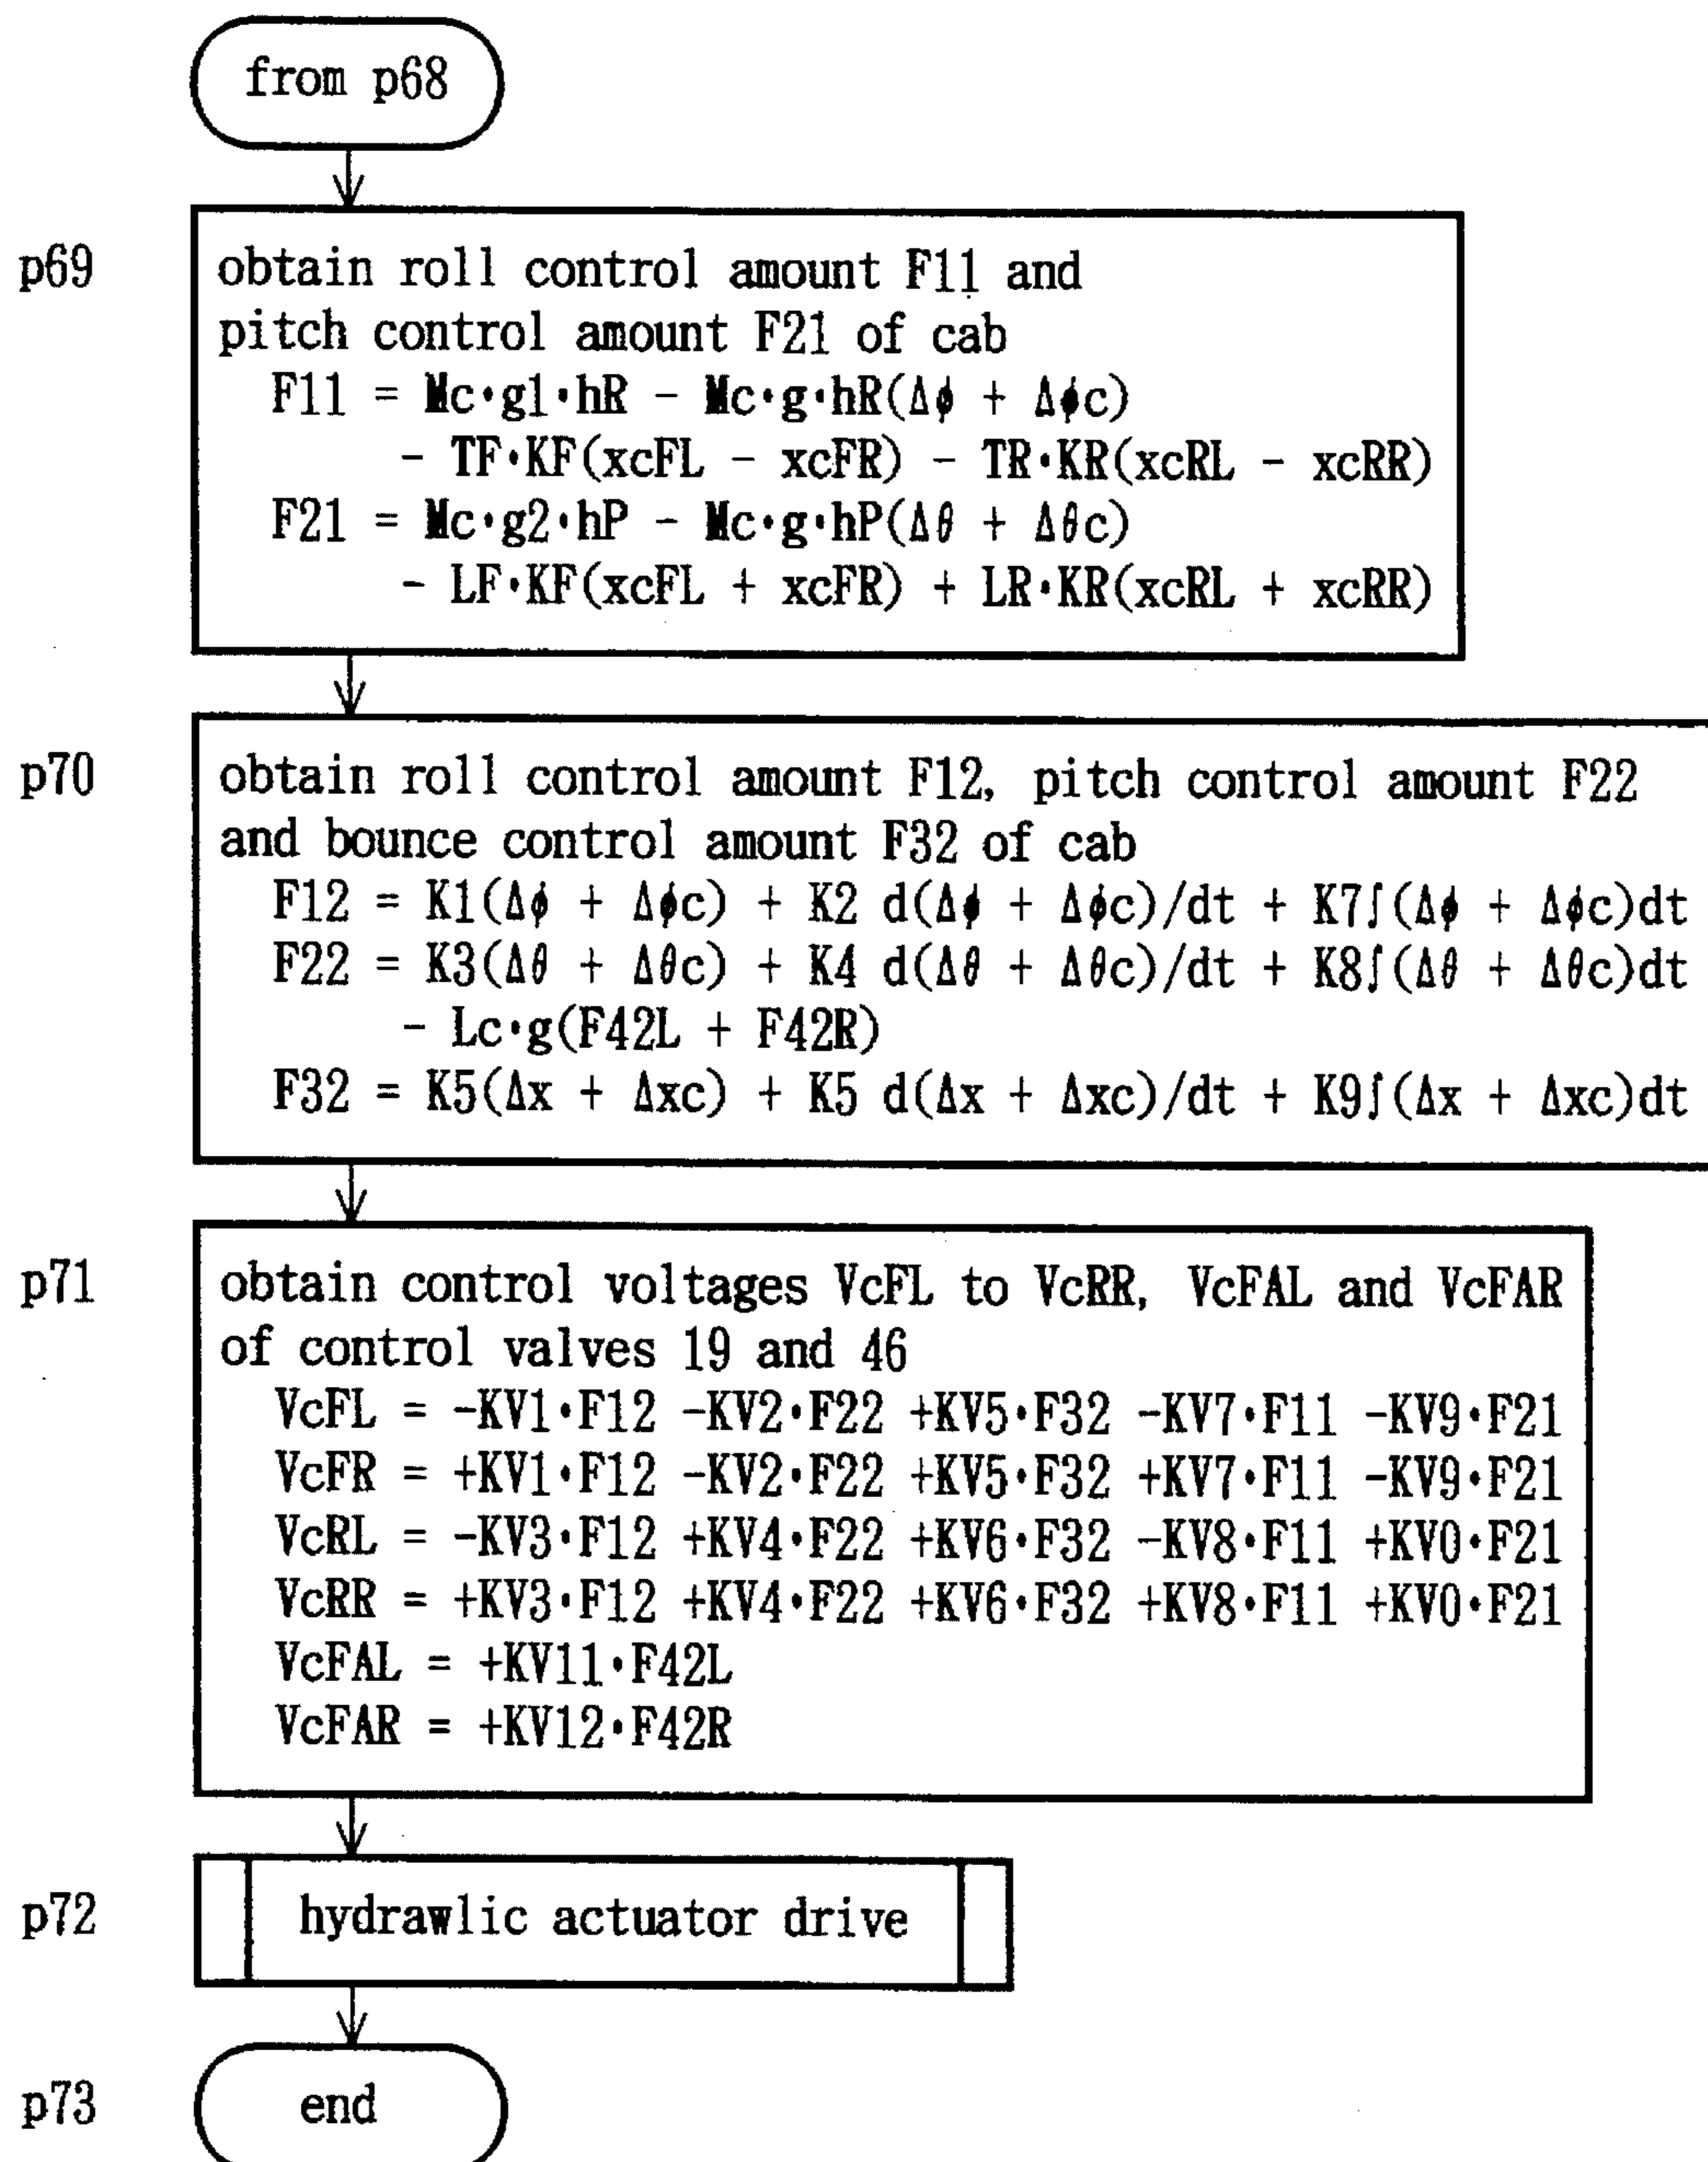 from p68
p69
obtain roll control amount F11 and
pitch control amount F21 of cab
F11 = Mc·g1·hR − Mc·g·hR(Δϕ + Δϕc)
− TF·KF(xcFL − xcFR) − TR·KR(xcRL − xcRR)
F21 = Mc·g2·hP − Mc·g·hP(Δθ + Δθc)
− LF·KF(xcFL + xcFR) + LR·KR(xcRL + xcRR)
p70
obtain roll control amount F12, pitch control amount F22
and bounce control amount F32 of cab
F12 = K1(Δϕ + Δϕc) + K2 d(Δϕ + Δϕc)/dt + K7∫(Δϕ + Δϕc)dt
F22 = K3(Δθ + Δθc) + K4 d(Δθ + Δθc)/dt + K8∫(Δθ + Δθc)dt
− Lc·g(F42L + F42R)
F32 = K5(Δx + Δxc) + K5 d(Δx + Δxc)/dt + K9∫(Δx + Δxc)dt
p71
obtain control voltages VcFL to VcRR, VcFAL and VcFAR
of control valves 19 and 46
VcFL = −KV1·F12 −KV2·F22 +KV5·F32 −KV7·F11 −KV9·F21
VcFR = +KV1·F12 −KV2·F22 +KV5·F32 +KV7·F11 −KV9·F21
VcRL = −KV3·F12 +KV4·F22 +KV6·F32 −KV8·F11 +KV0·F21
VcRR = +KV3·F12 +KV4·F22 +KV6·F32 +KV8·F11 +KV0·F21
VcFAL = +KV11·F42L
VcFAR = +KV12·F42R
p72
hydrawlic actuator drive
p73
end